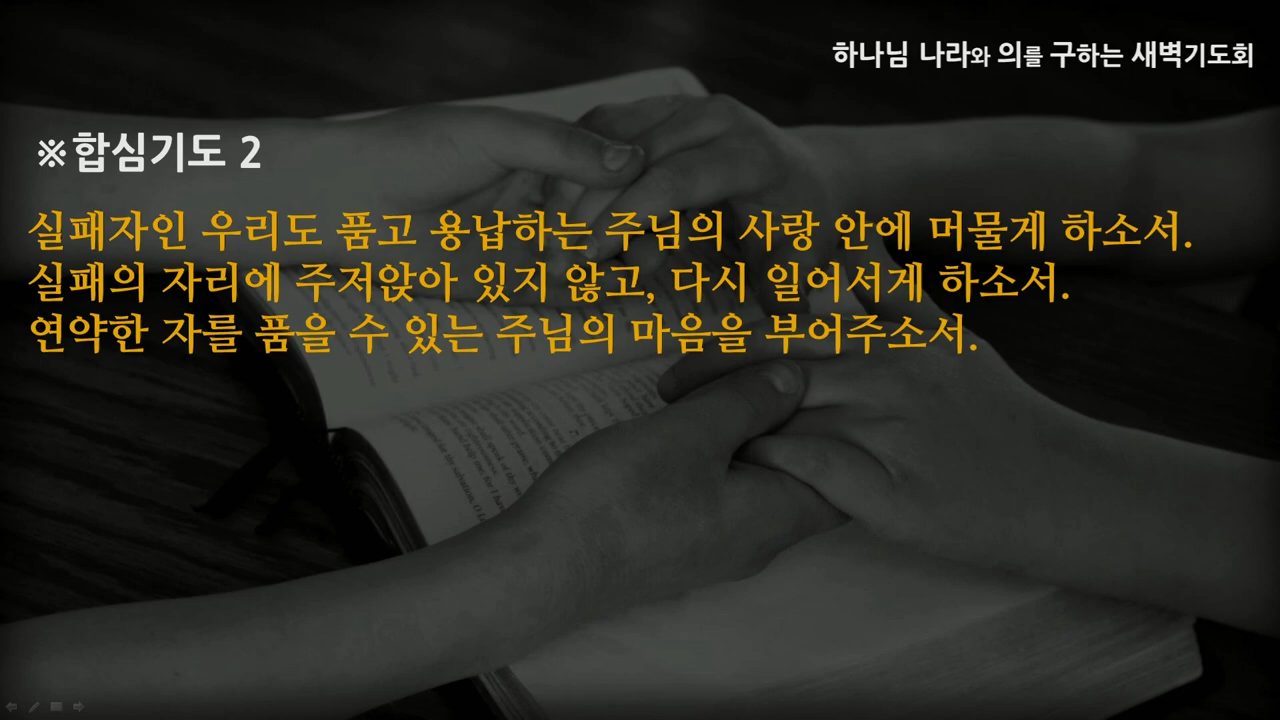 하나님 나라와 의를 구하는 새벽기도회
※합심기도 2
실패자인 우리도 품고 용납하는 주님의 사랑 안에 머물게 하소서.
실패의 자리에 주저앉아 있지 않고, 다시 일어서게 하소서.
연약한 자를 품을 수 있는 주님의 마음을 부어주소서.